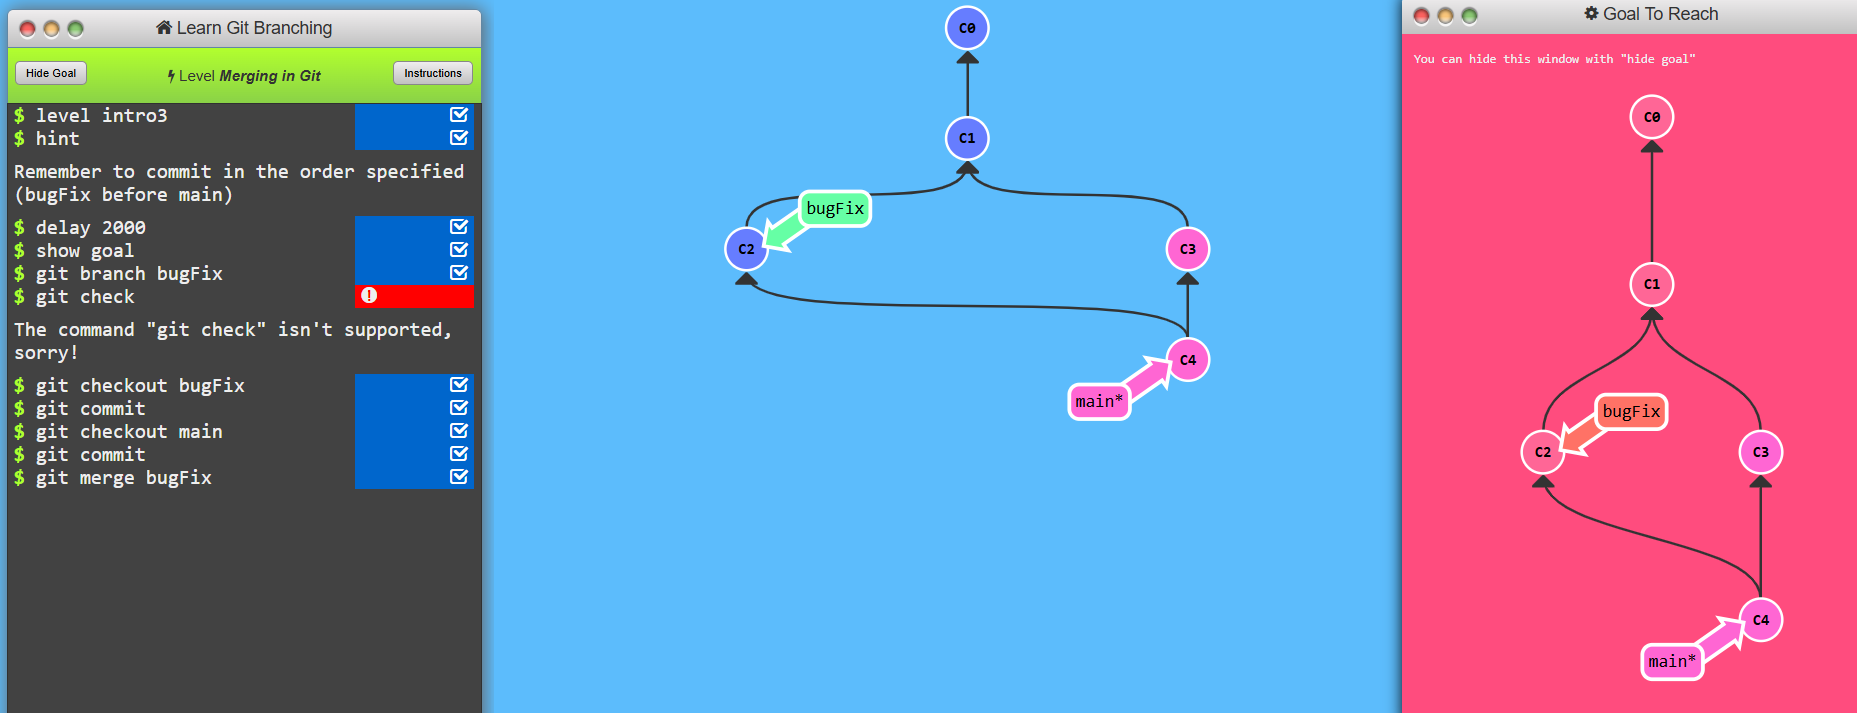 Learn Git Branching
Hide Goal
Level Merging in Git
Instructions
$ level intro3
$ hint
Remember to commit in the order specified
(bugFix before main)
$ delay 2000
$ show goal
$ git branch bugFix
$ git check
The command "git check" isn't supported,
sorry!
$ git checkout bugFix
$ git commit
$ git checkout main
$ git commit
$ git merge bugFix
C0
C1
bugFix
C2
C3
C4
main*
Goal To Reach
You can hide this window with "hide goal"
C0
C1
bugFix
C2
C3
C4
main*